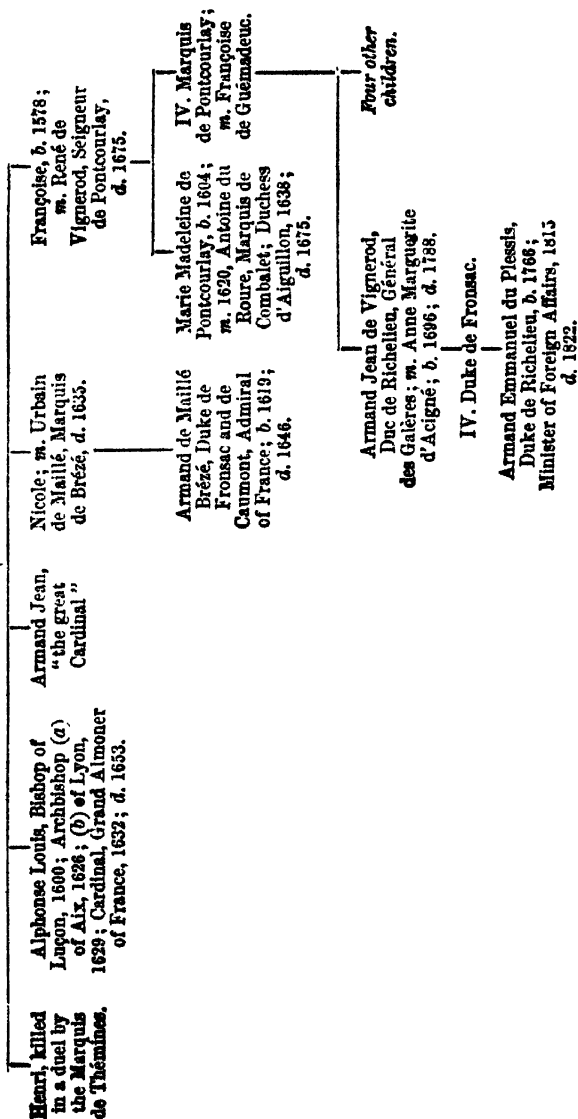 Henri, killed
in a duel by
the Marquis
de Thémines.
Alphonse Louis, Bishop of
Luçon, 1600; Archbishop (a)
of Aix, 1626; (b) of Lyon,
1629; Cardinal, Grand Almoner
of France, 1632; d. 1653.
Armand Jean,
"the great
Cardinal"
Nicole; m. Urbain
de Maillé, Marquis
de Brézé, d. 1635.
Françoise, b. 1578;
m. René de
Vignerod, Seigneur
de Pontcourlay,
d. 1675.
Armand de Maillé
Brézé, Duke de
Fronsac and de
Caumont, Admiral
of France; b. 1619;
d. 1646.
Marie Madeleine de
Pontcourlay, b. 1604;
m. 1620, Antoine du
Roure, Marquis de
Combalet; Duchess
d'Aiguillon, 1638;
d. 1675.
IV. Marquis
de Pontcourlay;
m. Françoise
de Guémadeuc.
Armand Jean de Vignerod,
Duc de Richelieu, Général
des Galères; m. Anne Marguerite
d'Acigné; b. 1696; d. 1788.
Four other
children.
IV. Duke de Fronsac.
Armand Emmanuel du Plessis,
Duke de Richelieu, b. 1766;
Minister of Foreign Affairs, 1815
d. 1822.